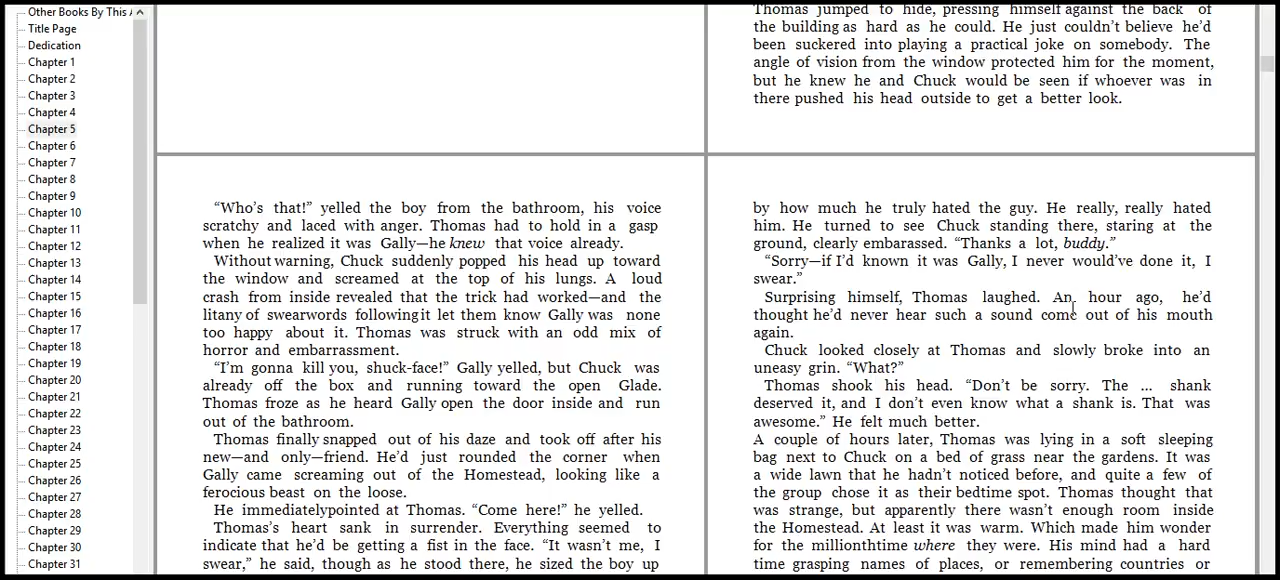 Other Books By This A
Title Page
Dedication
Chapter 1
Chapter 2
Chapter 3
Chapter 4
Chapter 5
Chapter 6
Chapter 7
Chapter 8
Chapter 9
Chapter 10
Chapter 11
Chapter 12
Chapter 13
Chapter 14
Chapter 15
Chapter 16
Chapter 17
Chapter 18
Chapter 19
Chapter 20
Chapter 21
Chapter 22
Chapter 23
Chapter 24
Chapter 25
Chapter 26
Chapter 27
Chapter 28
Chapter 29
Chapter 30
Chapter 31
Thomas jumped to hide, pressing himself against the back of
the building as hard as he could. He just couldn't believe he'd
been suckered into playing a practical joke on somebody. The
angle of vision from the window protected him for the moment,
but he knew he and Chuck would be seen if whoever was in
there pushed his head outside to get a better look.
“Who's that!” yelled the boy from the bathroom, his voice
scratchy and laced with anger. Thomas had to hold in a gasp
when he realized it was Gally—he knew that voice already.
Without warning, Chuck suddenly popped his head up toward
the window and screamed at the top of his lungs. A loud
crash from inside revealed that the trick had worked—and the
litany of swearwords following it let them know Gally was none
too happy about it. Thomas was struck with an odd mix of
horror and embarrassment.
“I'm gonna kill you, shuck-face!” Gally yelled, but Chuck was
already off the box and running toward the open Glade.
Thomas froze as he heard Gally open the door inside and run
out of the bathroom.
Thomas finally snapped out of his daze and took off after his
new—and only—friend. He'd just rounded the corner when
Gally came screaming out of the Homestead, looking like a
ferocious beast on the loose.
He immediately pointed at Thomas. “Come here!” he yelled.
Thomas's heart sank in surrender. Everything seemed to
indicate that he'd be getting a fist in the face. “It wasn't me, I
swear,” he said, though as he stood there, he sized the boy up
by how much he truly hated the guy. He really, really hated
him. He turned to see Chuck standing there, staring at the
ground, clearly embarassed. “Thanks a lot, buddy.”
“Sorry—if I'd known it was Gally, I never would've done it, I
swear.”
Surprising himself, Thomas laughed. An hour ago, he'd
thought he'd never hear such a sound come out of his mouth
again.
Chuck looked closely at Thomas and slowly broke into an
uneasy grin. “What?”
Thomas shook his head. “Don't be sorry. The ... shank
deserved it, and I don't even know what a shank is. That was
awesome.” He felt much better.
A couple of hours later, Thomas was lying in a soft sleeping
bag next to Chuck on a bed of grass near the gardens. It was
a wide lawn that he hadn't noticed before, and quite a few of
the group chose it as their bedtime spot. Thomas thought that
was strange, but apparently there wasn't enough room inside
the Homestead. At least it was warm. Which made him wonder
for the millionth time where they were. His mind had a hard
time grasping names of places, or remembering countries or